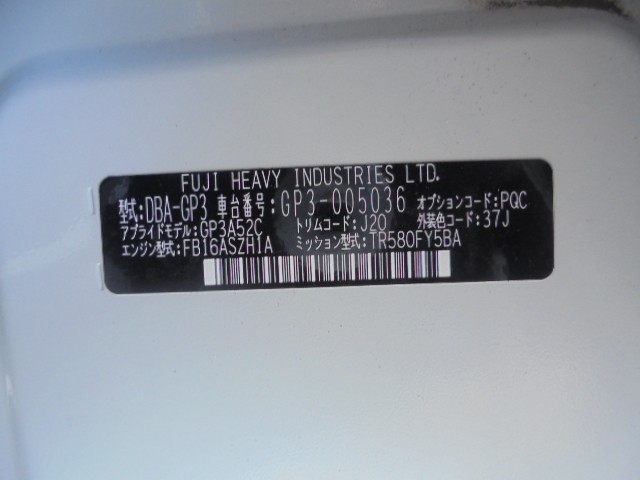 FUJI HEAVY INDUSTRIES LTD.
型式:DBA-GP3 車台番号:GP3-005036 オプションコード:PQC
アプライドモデル:GP3A52C トリムコード:J20 外装色コード:37J
エンジン型式:FB16ASZH1A ミッション型式:TR580FY5BA